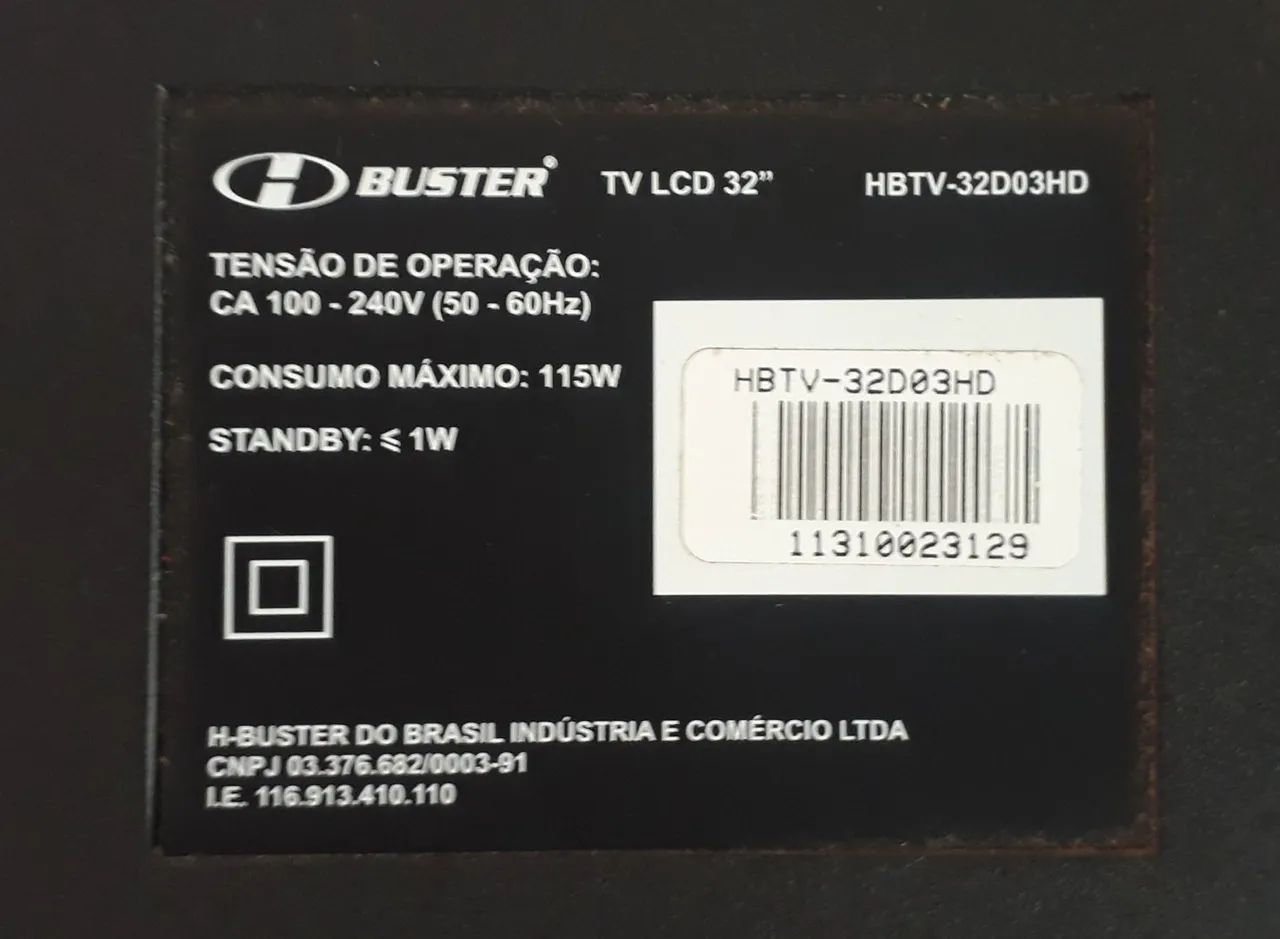 H BUSTER® TV LCD 32” HBTV-32D03HD
TENSÃO DE OPERAÇÃO:
CA 100 - 240V (50 - 60Hz)
CONSUMO MÁXIMO: 115W
STANDBY: ⩽ 1W
HBTV-32D03HD
11310023129
H-BUSTER DO BRASIL INDÚSTRIA E COMÉRCIO LTDA
CNPJ 03.376.682/0003-91
I.E. 116.913.410.110